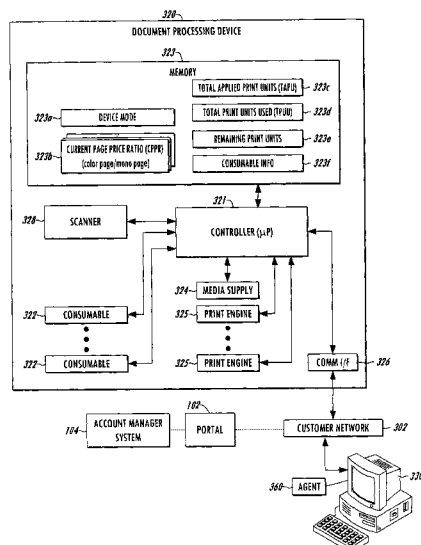 320
DOCUMENT PROCESSING DEVICE
323
MEMORY
TOTAL APPLIED PRINT UNITS (TAPU)
323c
323a
DEVICE MODE
TOTAL PRINT UNITS USED (TPUU)
323d
323b
CURRENT PAGE PRICE RATIO (CPPR)
(color page/mono page)
REMAINING PRINT UNITS
323e
CONSUMABLE INFO
323f
321
328
SCANNER
CONTROLLER (µP)
324
MEDIA SUPPLY
322
CONSUMABLE
325
PRINT ENGINE
322
CONSUMABLE
325
PRINT ENGINE
COMM I/F
326
102
104
ACCOUNT MANAGER
SYSTEM
PORTAL
CUSTOMER NETWORK
302
330
360
AGENT